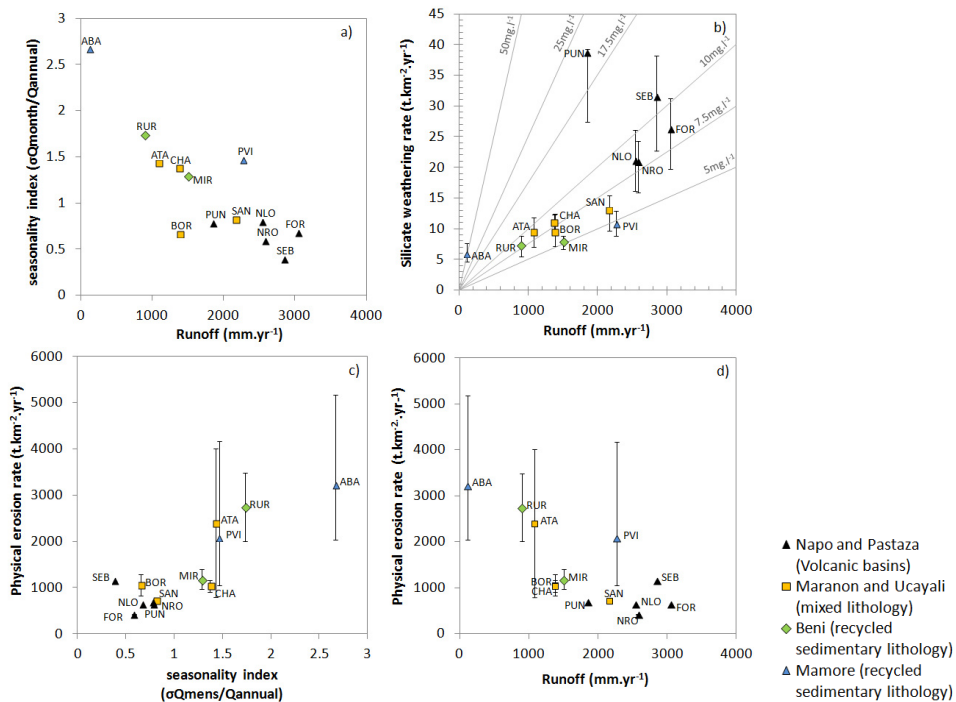 a)
seasonality index (σQmonth/Qannual)
3
2.5
2
1.5
1
0.5
0
ABA
RUR
ATA
CHA
MIR
PVI
BOR
PUN
SAN
NLO
NRO
FOR
SEB
0 1000 2000 3000 4000
Runoff (mm.yr-1)
b)
Silicate weathering rate (t.km-2.yr-1)
45
40
35
30
25
20
15
10
5
0
50mg.l-1
25mg.l-1
17.5mg.l-1
10mg.l-1
7.5mg.l-1
5mg.l-1
PUN
SEB
FOR
NLO
NRO
SAN
CHA
ATA
BOR
PVI
RUR
MIR
ABA
0 1000 2000 3000 4000
Runoff (mm.yr-1)
c)
Physical erosion rate (t.km-2.yr-1)
6000
5000
4000
3000
2000
1000
0
ABA
RUR
ATA
PVI
MIR
CHA
SEB
BOR
SAN
NLO
NRO
PUN
FOR
0 0.5 1 1.5 2 2.5 3
seasonality index
(σQmens/Qannual)
d)
Physical erosion rate (t.km-2.yr-1)
6000
5000
4000
3000
2000
1000
0
ABA
RUR
ATA
PVI
BOR
MIR
CHA
SEB
PUN
SAN
NLO
FOR
NRO
0 1000 2000 3000 4000
Runoff (mm.yr-1)
Napo and Pastaza
(Volcanic basins)
Maranon and Ucayali
(mixed lithology)
Beni (recycled
sedimentary lithology)
Mamore (recycled
sedimentary lithology)